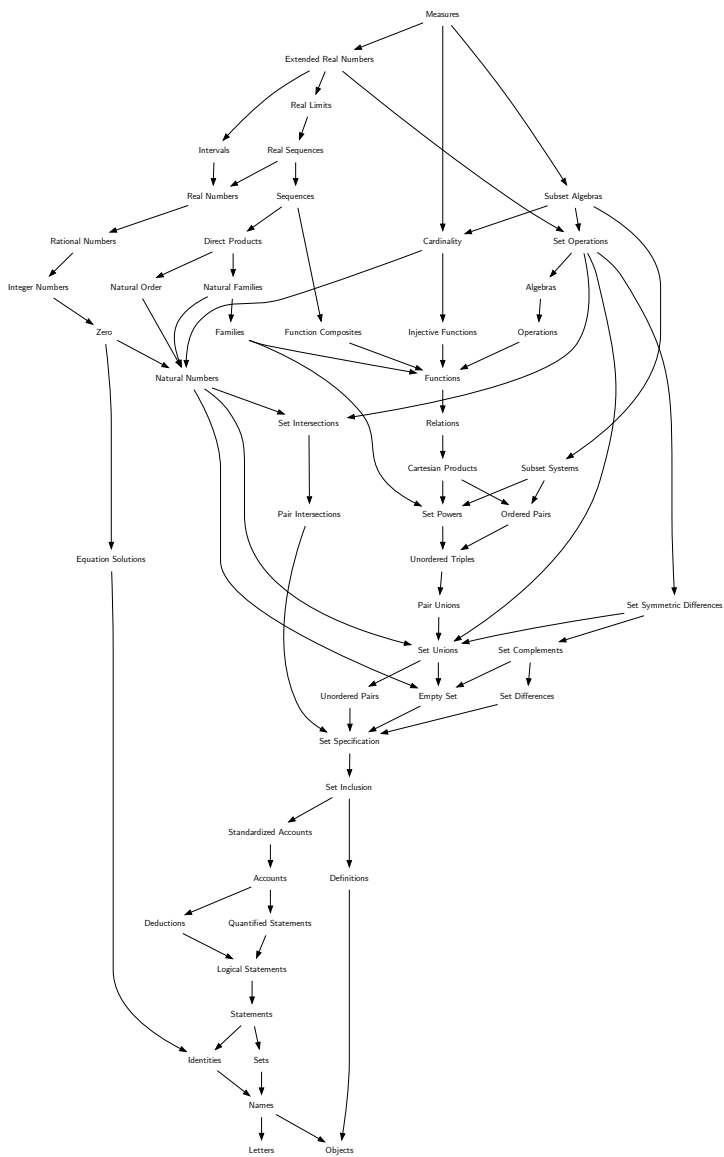 Measures
Extended Real Numbers
Real Limits
Intervals
Real Sequences
Real Numbers
Sequences
Subset Algebras
Rational Numbers
Direct Products
Cardinality
Set Operations
Integer Numbers
Natural Order
Natural Families
Algebras
Zero
Families
Function Composites
Injective Functions
Operations
Natural Numbers
Functions
Set Intersections
Relations
Cartesian Products
Subset Systems
Pair Intersections
Set Powers
Ordered Pairs
Equation Solutions
Unordered Triples
Pair Unions
Set Symmetric Differences
Set Unions
Set Complements
Unordered Pairs
Empty Set
Set Differences
Set Specification
Set Inclusion
Standardized Accounts
Accounts
Definitions
Deductions
Quantified Statements
Logical Statements
Statements
Identities
Sets
Names
Letters
Objects